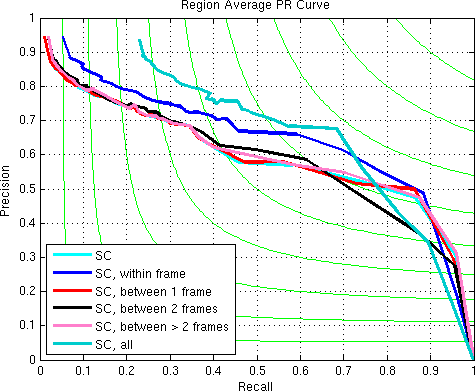 Region Average PR Curve
1
0.9
0.8
0.7
0.6
0.5
0.4
0.3
0.2
0.1
0
Precision
SC
SC, within frame
SC, between 1 frame
SC, between 2 frames
SC, between > 2 frames
SC, all
0 0.1 0.2 0.3 0.4 0.5 0.6 0.7 0.8 0.9 1
Recall